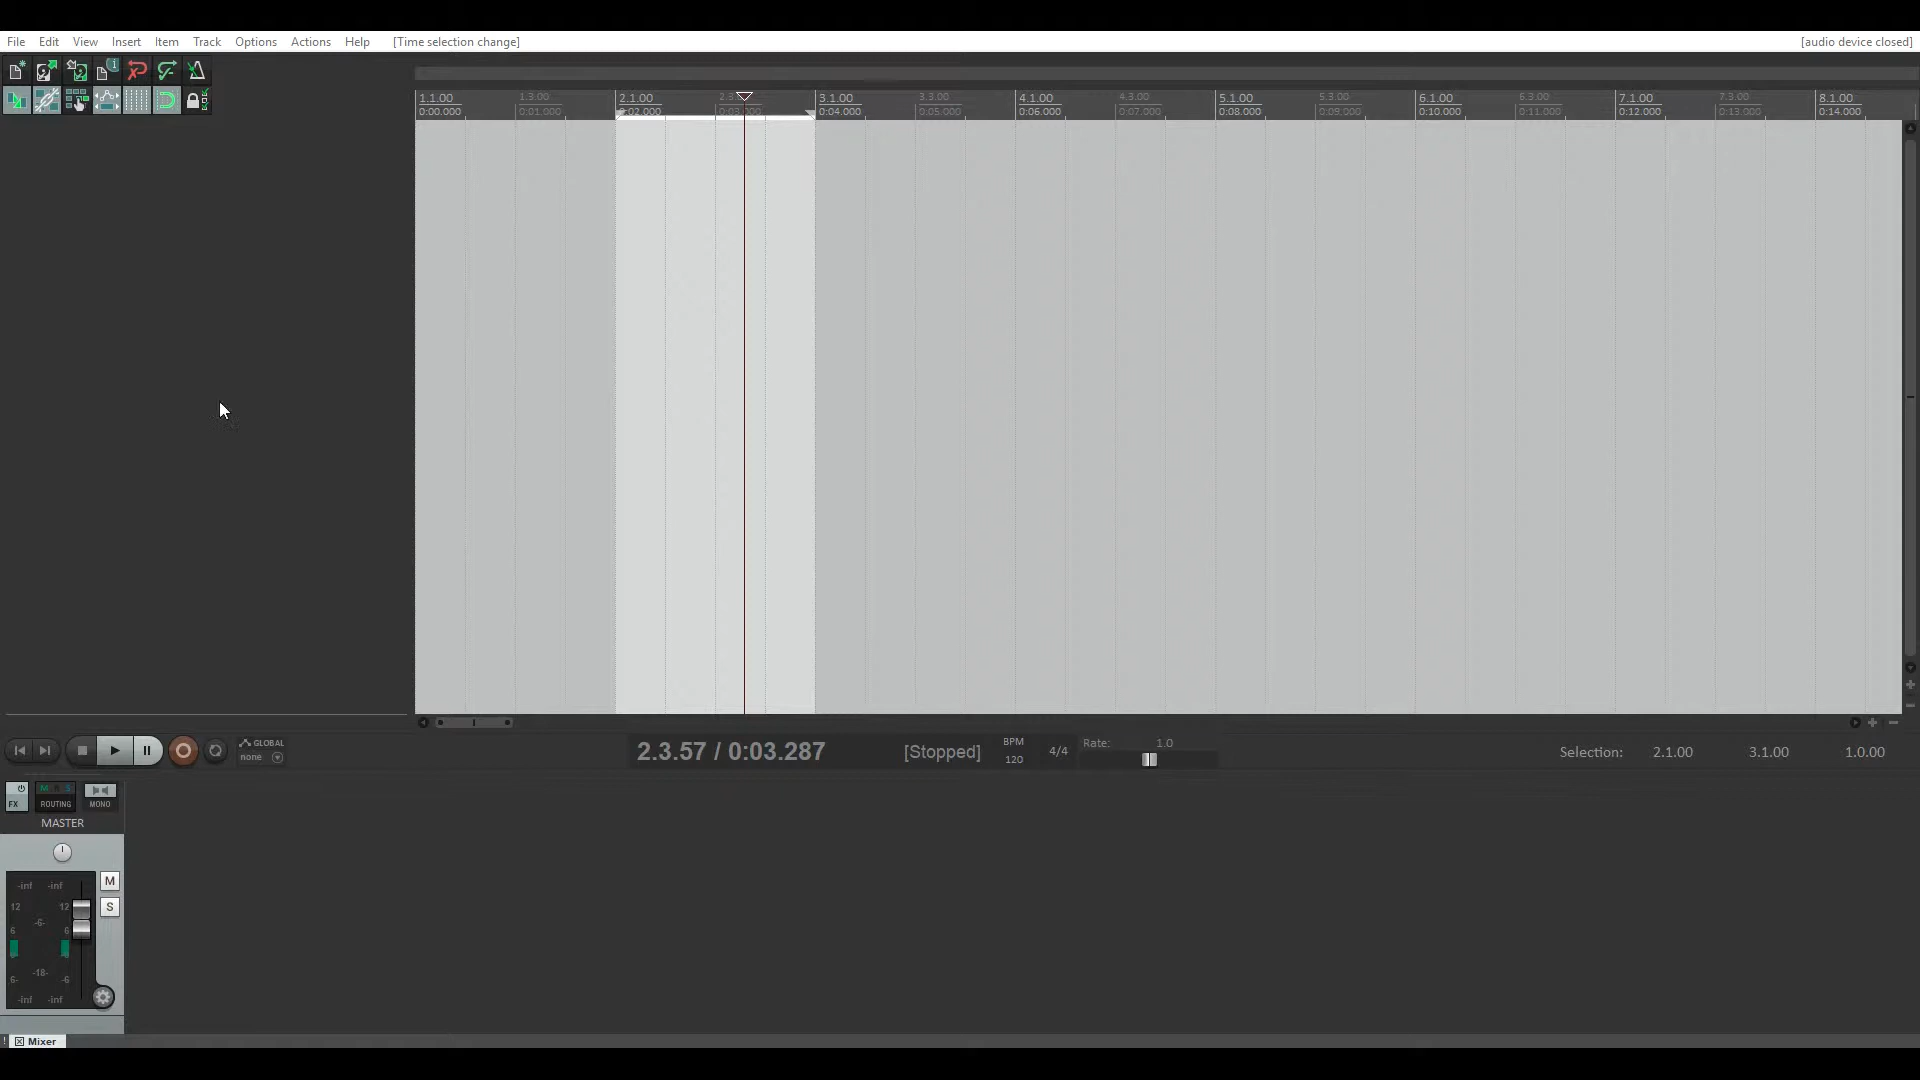 File Edit View Insert Item Track Options Actions Help [Time selection change] [audio device closed]
1.1.00 1.3.00 2.1.00 3.1.00 3.3.00 4.1.00 4.3.00 5.1.00 5.3.00 6.1.00 6.3.00 7.1.00 7.3.00 8.1.00
0:00.000 0:01.000 0:02.000 0:03.000 0:04.000 0:05.000 0:06.000 0:07.000 0:08.000 0:09.000 0:10.000 0:11.000 0:12.000 0:13.000 0:14.000
GLOBAL
none
2.3.57 / 0:03.287 [Stopped]
BPM
120
4/4
Rate: 1.0
Selection: 2.1.00 3.1.00 1.0.00
FX
M R S
ROUTING
MONO
MASTER
M
S
-inf -inf
12 12
-6-
6 6
-18-
6- -6
-inf -inf
Mixer